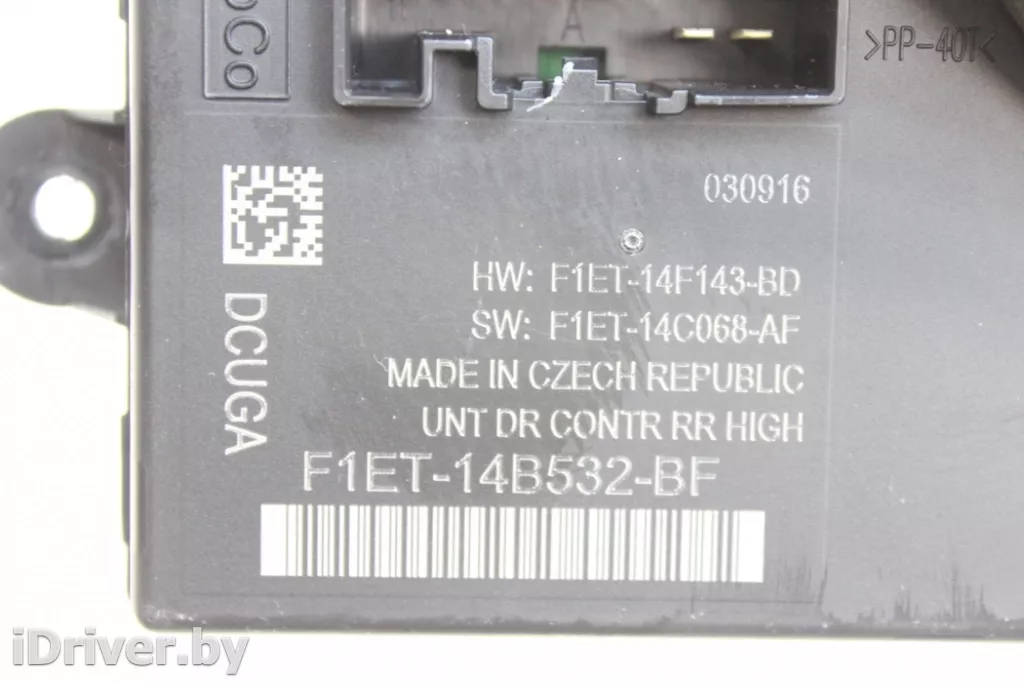 oCo
A
>PP-40T<
030916
HW: F1ET-14F143-BD
SW: F1ET-14C068-AF
MADE IN CZECH REPUBLIC
UNT DR CONTR RR HIGH
DCUGA
F1ET-14B532-BF
iDriver.by